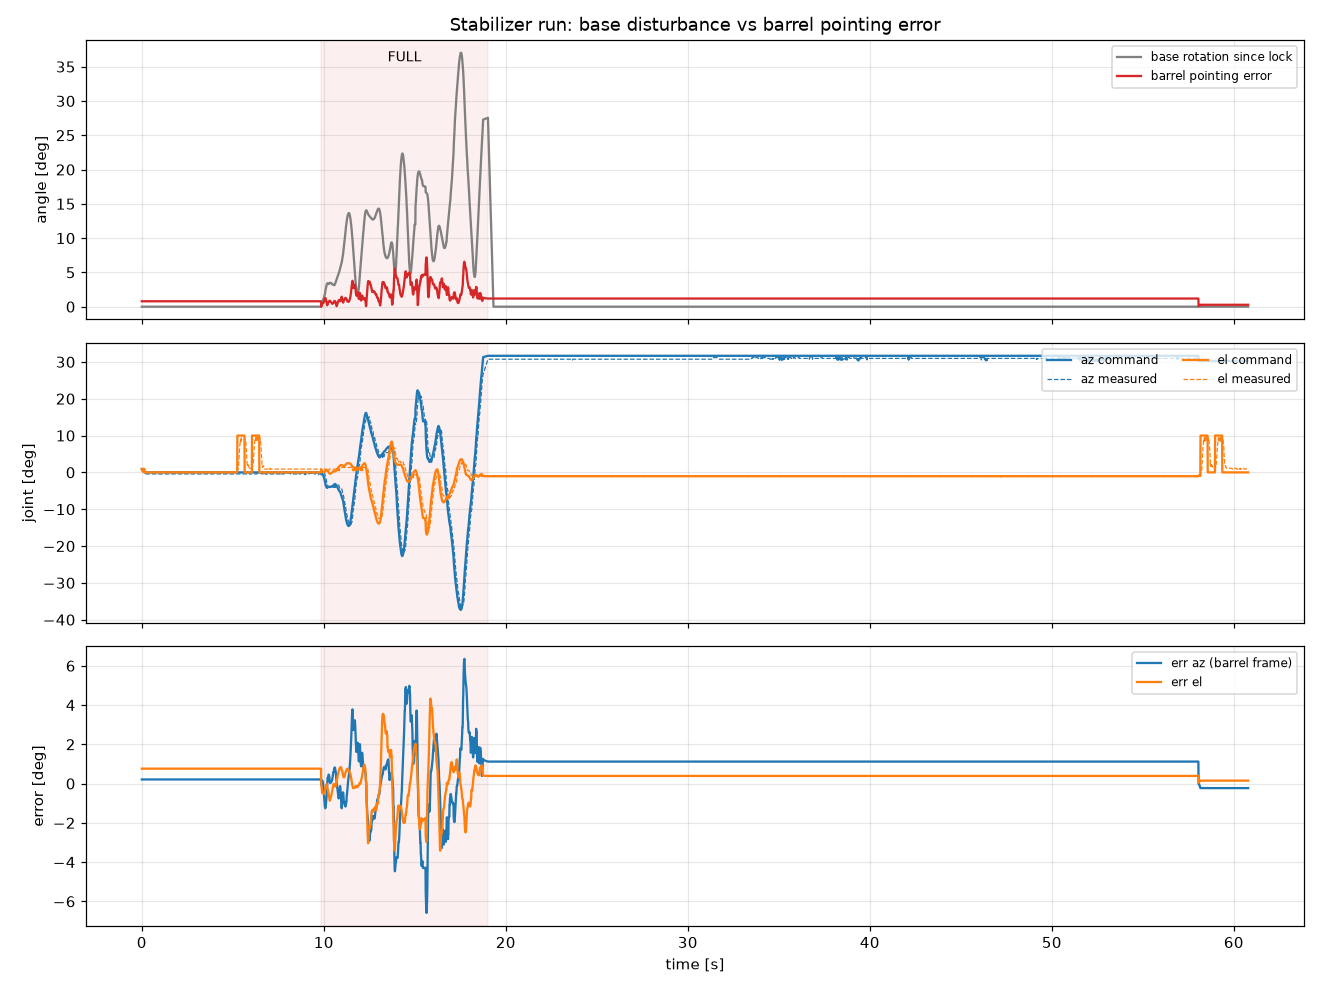 Stabilizer run: base disturbance vs barrel pointing error
FULL
base rotation since lock
barrel pointing error
angle [deg]
35
30
25
20
15
10
5
0
az command
az measured
el command
el measured
joint [deg]
30
20
10
0
−10
−20
−30
−40
err az (barrel frame)
err el
error [deg]
6
4
2
0
−2
−4
−6
0
10
20
30
40
50
60
time [s]